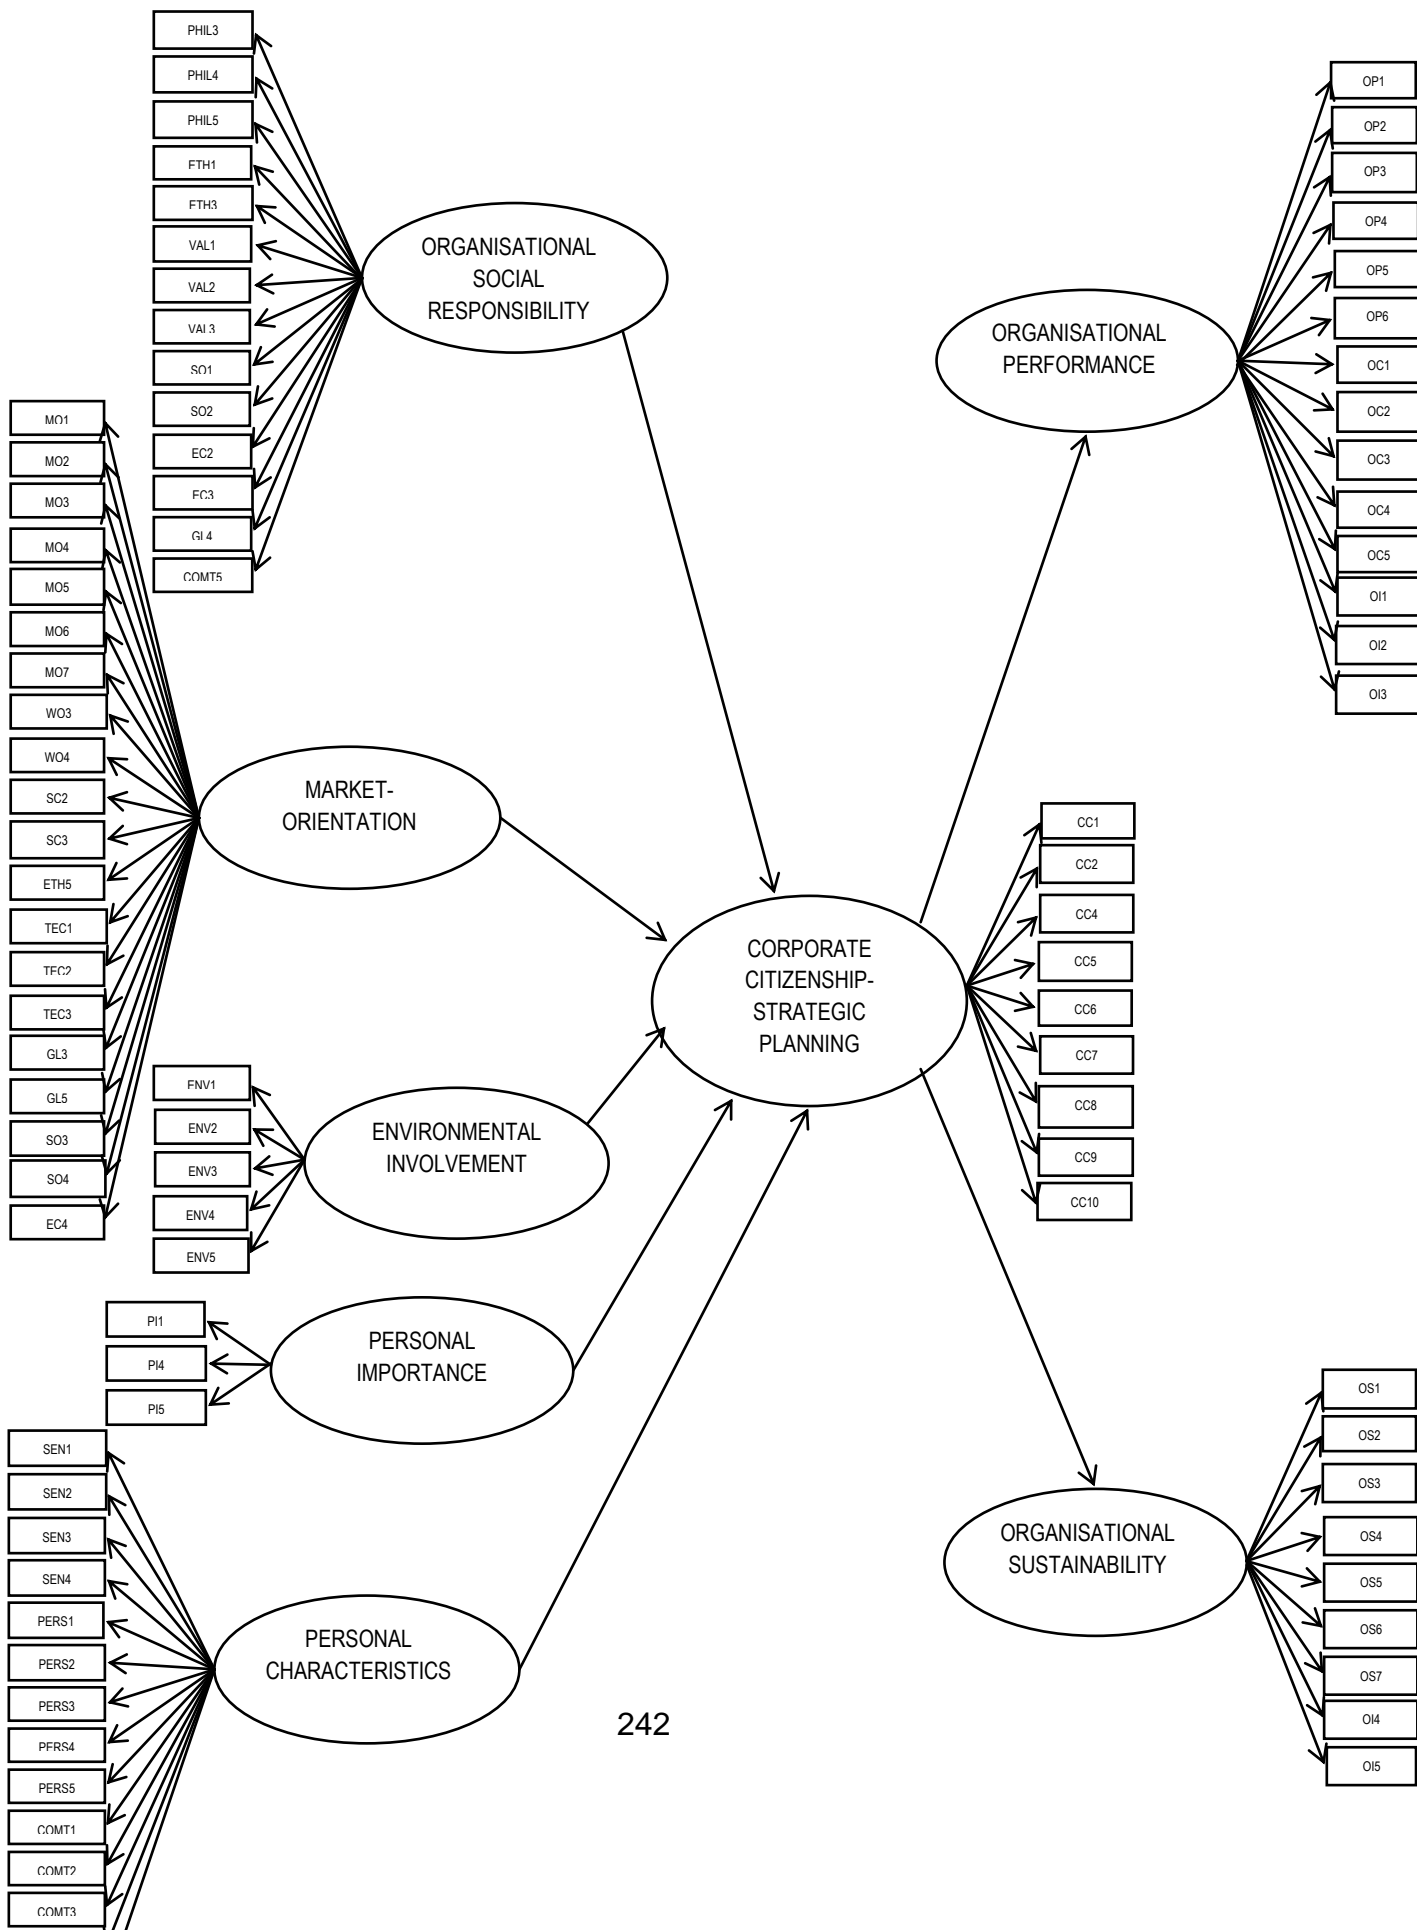 PHIL3
PHIL4
PHIL5
ETH1
ETH3
VAL1
VAL2
VAL3
SO1
SO2
EC2
EC3
GL4
COMT5
ORGANISATIONAL
SOCIAL
RESPONSIBILITY
OP1
OP2
OP3
OP4
OP5
OP6
OC1
OC2
OC3
OC4
OC5
OI1
OI2
OI3
ORGANISATIONAL
PERFORMANCE
MO1
MO2
MO3
MO4
MO5
MO6
MO7
WO3
WO4
SC2
SC3
ETH5
TEC1
TEC2
TEC3
GL3
GL5
SO3
SO4
EC4
MARKET-
ORIENTATION
CORPORATE
CITIZENSHIP-
STRATEGIC
PLANNING
CC1
CC2
CC4
CC5
CC6
CC7
CC8
CC9
CC10
ENV1
ENV2
ENV3
ENV4
ENV5
ENVIRONMENTAL
INVOLVEMENT
PI1
PI4
PI5
PERSONAL
IMPORTANCE
SEN1
SEN2
SEN3
SEN4
PERS1
PERS2
PERS3
PERS4
PERS5
COMT1
COMT2
COMT3
PERSONAL
CHARACTERISTICS
ORGANISATIONAL
SUSTAINABILITY
OS1
OS2
OS3
OS4
OS5
OS6
OS7
OI4
OI5
242